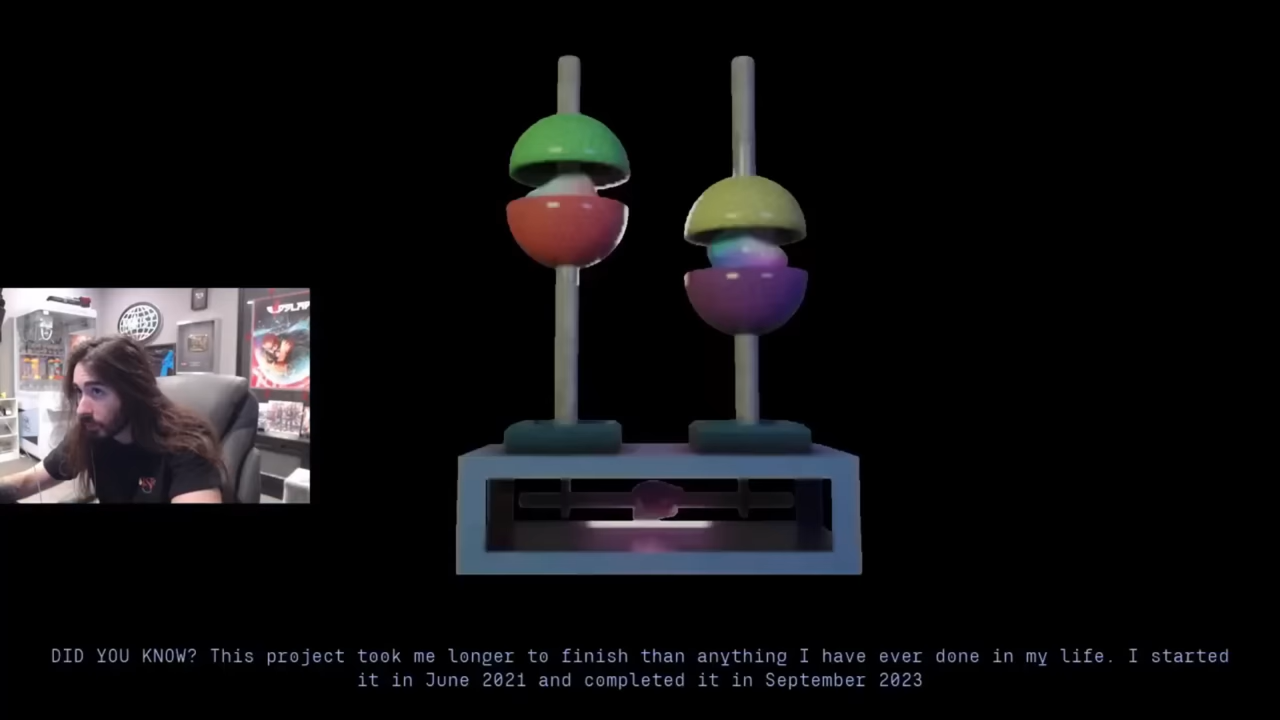 DID YOU KNOW? This project took me longer to finish than anything I have ever done in my life. I started
it in June 2021 and completed it in September 2023